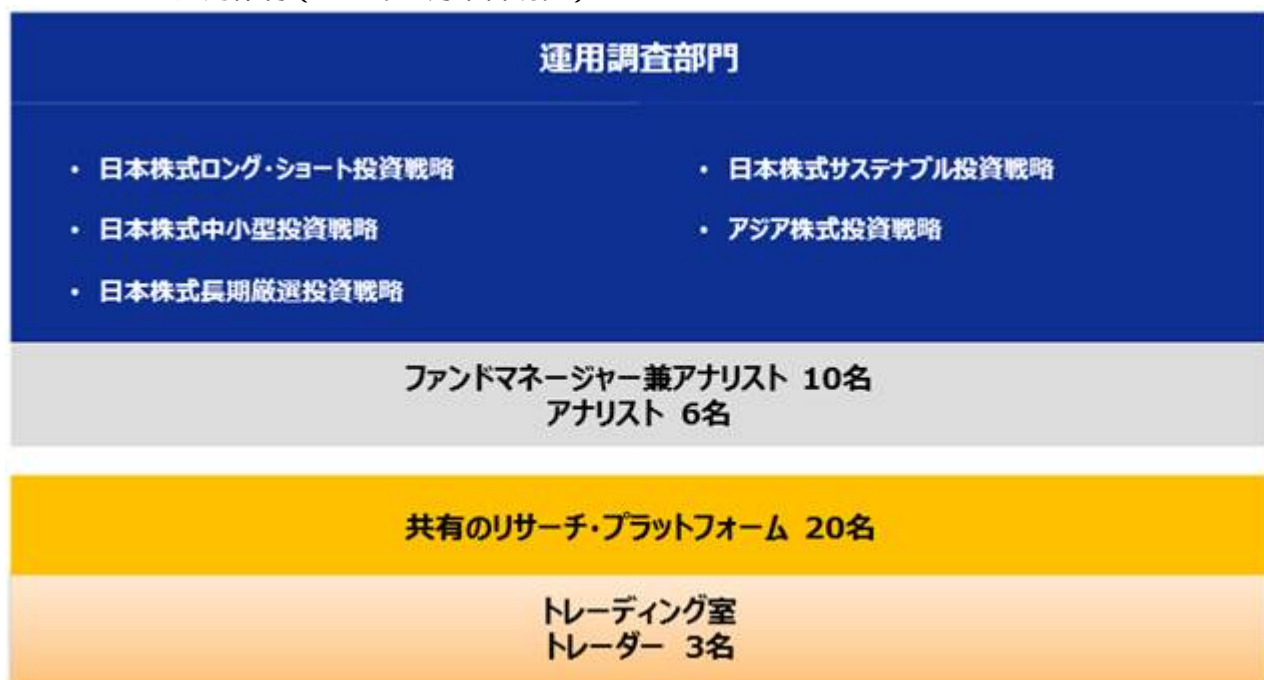 運用調査部門
・ 日本株式ロング・ショート投資戦略
・ 日本株式サステナブル投資戦略
・ 日本株式中小型投資戦略
・ アジア株式投資戦略
・ 日本株式長期厳選投資戦略
ファンドマネージャー兼アナリスト 10名
アナリスト 6名
共有のリサーチ・プラットフォーム 20名
トレーディング室
トレーダー 3名